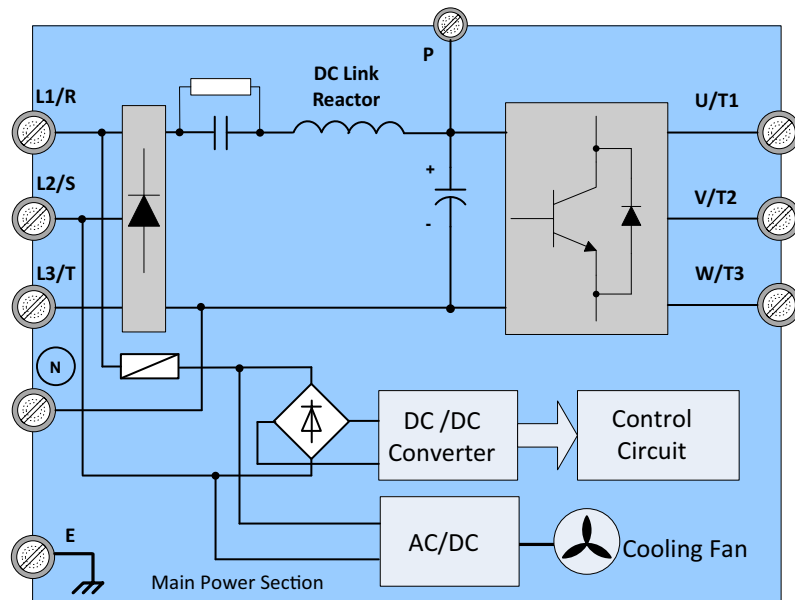 P
L1/R
DC Link
Reactor
U/T1
L2/S
+
V/T2
-
L3/T
W/T3
N
DC /DC
Converter
Control
Circuit
E
AC/DC
Cooling Fan
Main Power Section